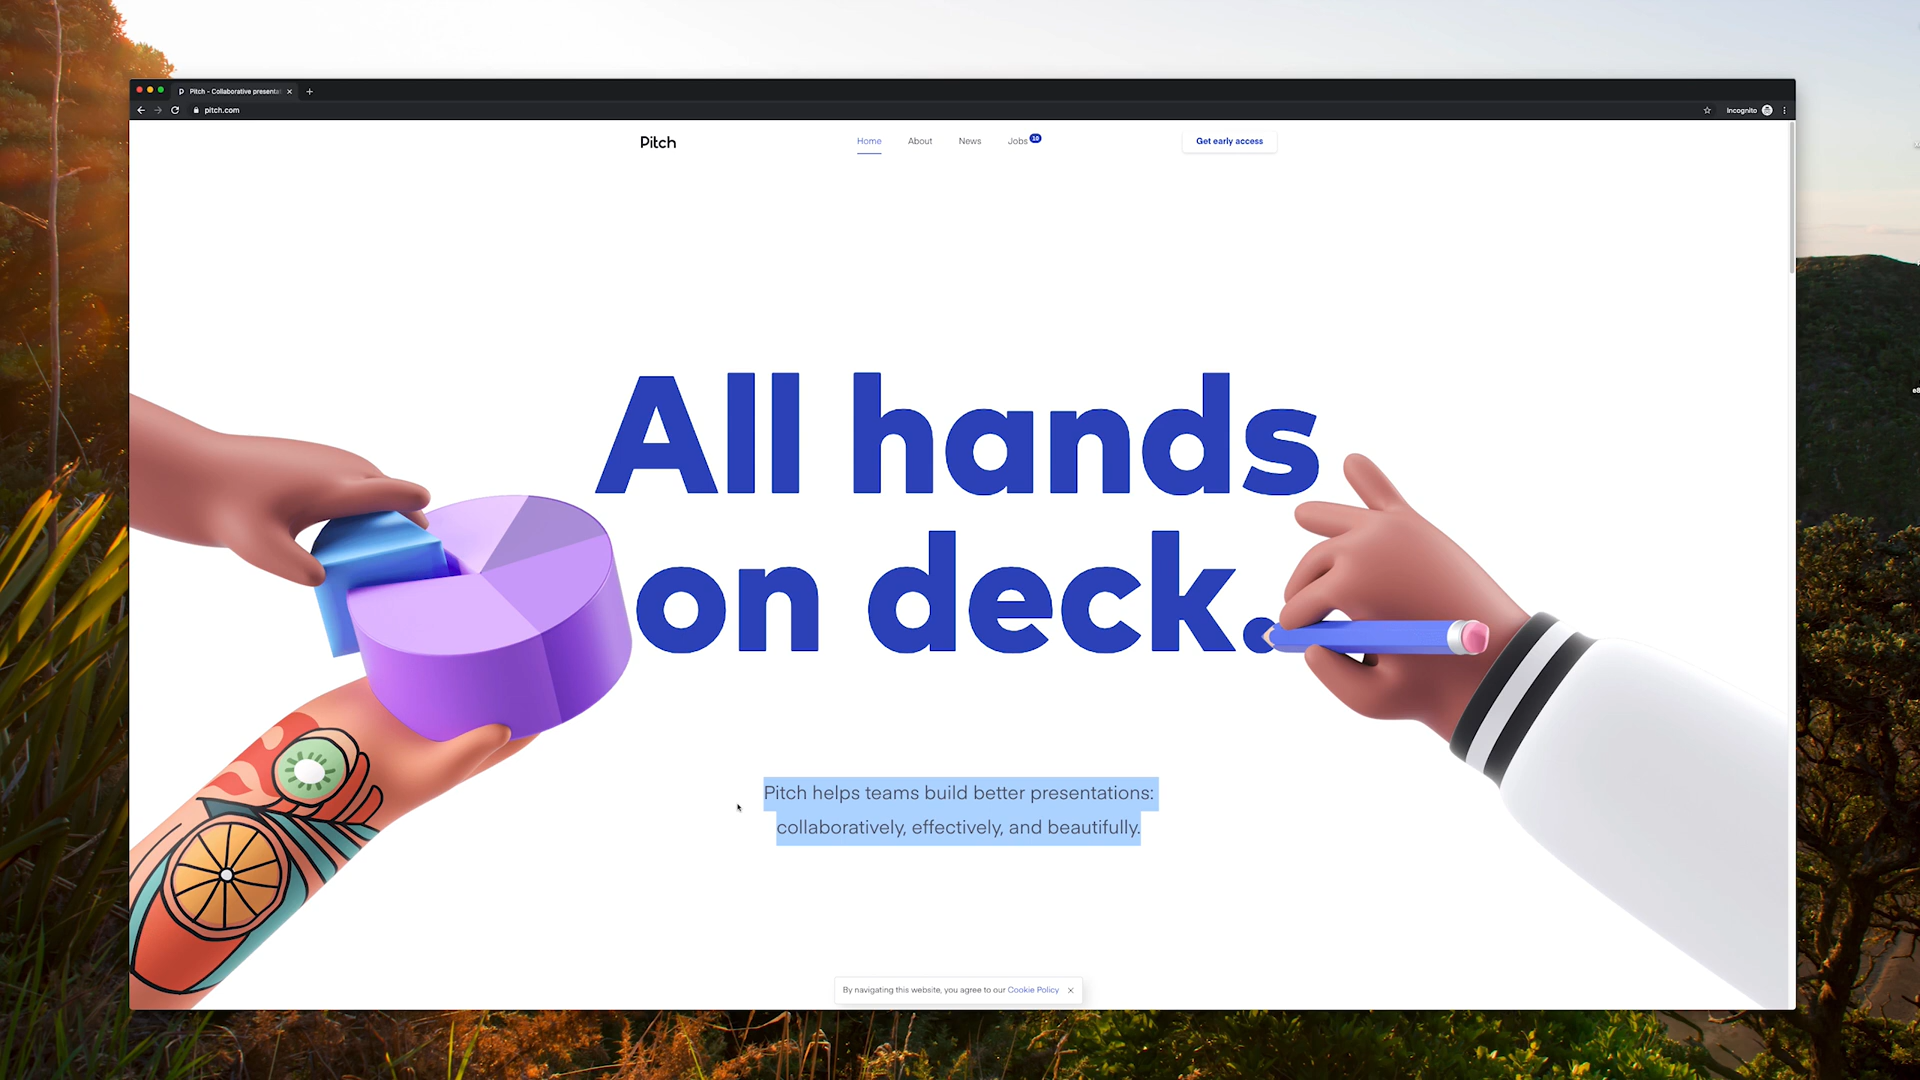 Pitch - Collaborative presenta
pitch.com
Incognito
Pitch
Home
About
News
Jobs
10
Get early access
All hands
on deck.
Pitch helps teams build better presentations:
collaboratively, effectively, and beautifully.
By navigating this website, you agree to our Cookie Policy